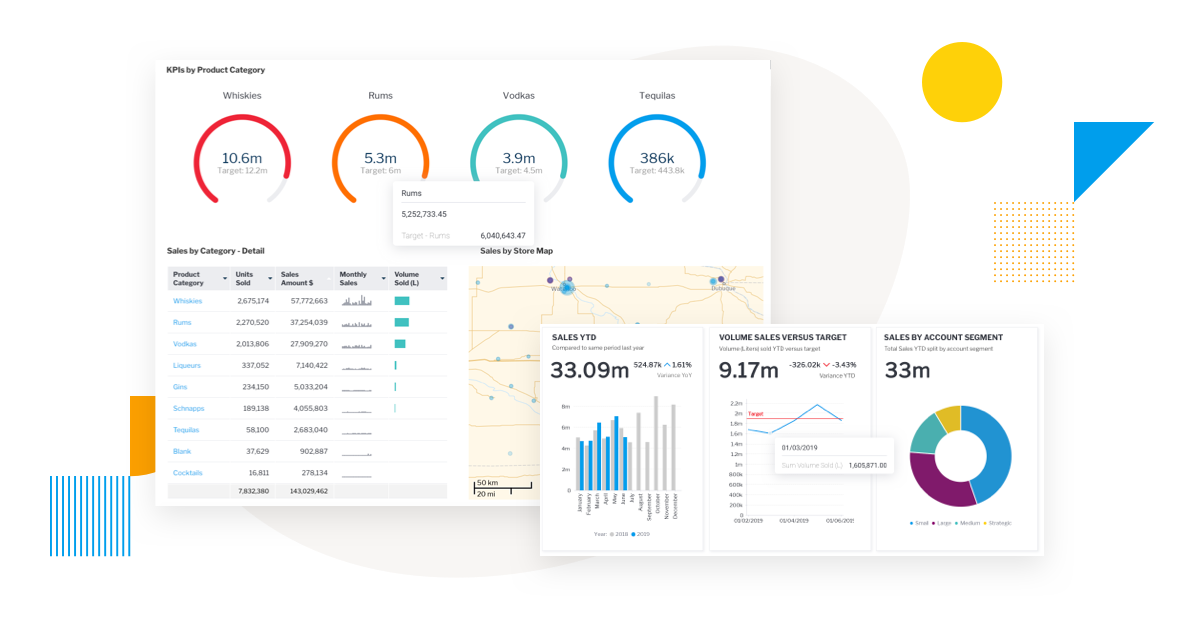 KPIs by Product Category
Whiskies
Rums
Vodkas
Tequilas
10.6m
Target: 12.2m
5.3m
Target: 6m
3.9m
Target: 4.5m
386k
Target: 443.8k
Rums
5,252,733.45
Target - Rums 6,040,643.47
Sales by Category - Detail
Product Category Units Sold Sales Amount $ Monthly Sales Volume Sold (L)
Whiskies 2,675,174 57,772,663
Rums 2,270,520 37,254,039
Vodkas 2,013,806 27,909,270
Liqueurs 337,052 7,140,422
Gins 234,150 5,033,204
Schnapps 189,138 4,055,803
Tequilas 58,100 2,683,040
Blank 37,629 902,887
Cocktails 16,811 278,134
7,832,380 143,029,462
Sales by Store Map
Dubuque
50 km
20 mi
SALES YTD
Compared to same period last year
33.09m
524.87k 1.61%
Variance YoY
8m
6m
4m
2m
0
January
February
March
April
May
June
July
August
September
October
November
December
Year: 2018 2019
VOLUME SALES VERSUS TARGET
Volume (Liters) sold YTD versus target
9.17m
-326.02k -3.43%
Variance YTD
2.2m
2m
1.8m
1.6m
1.4m
1.2m
1m
800k
600k
400k
200k
0
Target
01/03/2019
Sum Volume Sold (L) 1,605,871.00
01/02/2019 01/04/2019 01/06/2019
SALES BY ACCOUNT SEGMENT
Total Sales YTD split by account segment
33m
Small Large Medium Strategic